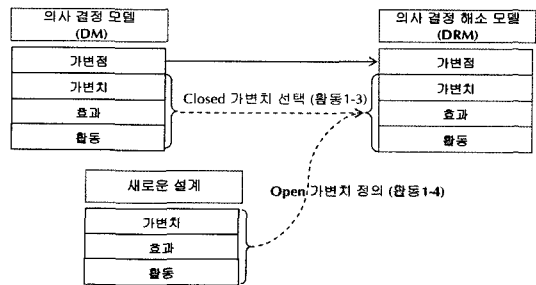 의사 결정 모델
(DM)
가변점
가변치
효과
활동
Closed 가변치 선택 (활동1-3)
의사 결정 해소 모델
(DRM)
가변점
가변치
효과
활동
Open 가변치 정의 (활동1-4)
새로운 설계
가변치
효과
활동